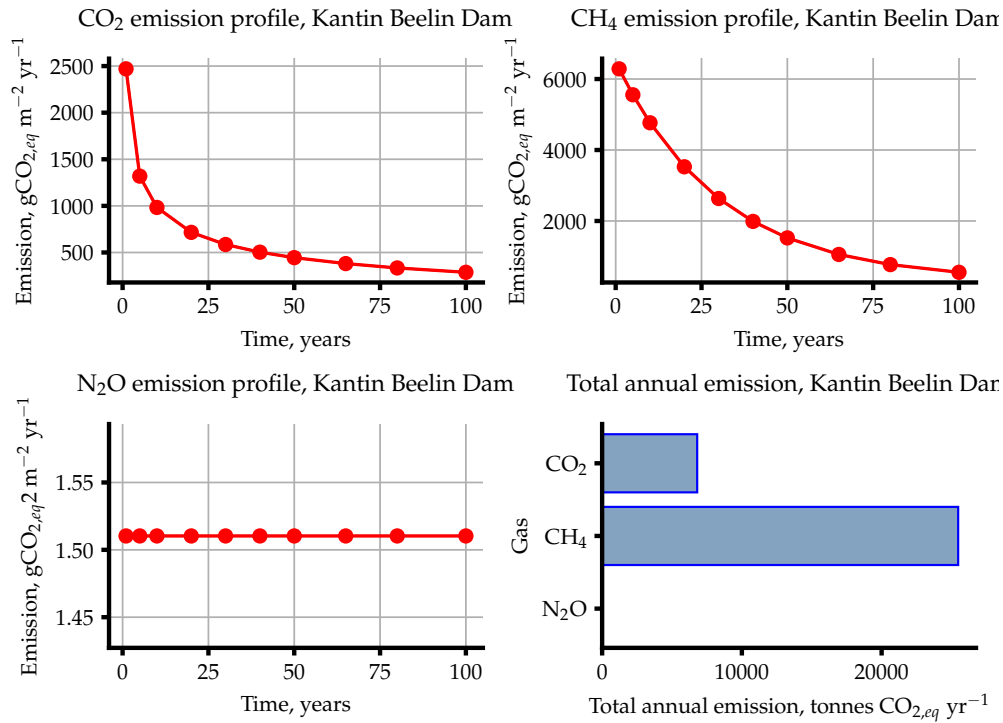 CO₂ emission profile, Kantin Beelin Dam
Emission, gCO₂,eq m⁻² yr⁻¹
2500
2000
1500
1000
500
0 25 50 75 100
Time, years
CH₄ emission profile, Kantin Beelin Dam
Emission, gCO₂,eq m⁻² yr⁻¹
6000
4000
2000
0 25 50 75 100
Time, years
N₂O emission profile, Kantin Beelin Dam
Emission, gCO₂,eq2 m⁻² yr⁻¹
1.55
1.50
1.45
0 25 50 75 100
Time, years
Total annual emission, Kantin Beelin Dam
Gas
CO₂
CH₄
N₂O
0 10000 20000
Total annual emission, tonnes CO₂,eq yr⁻¹